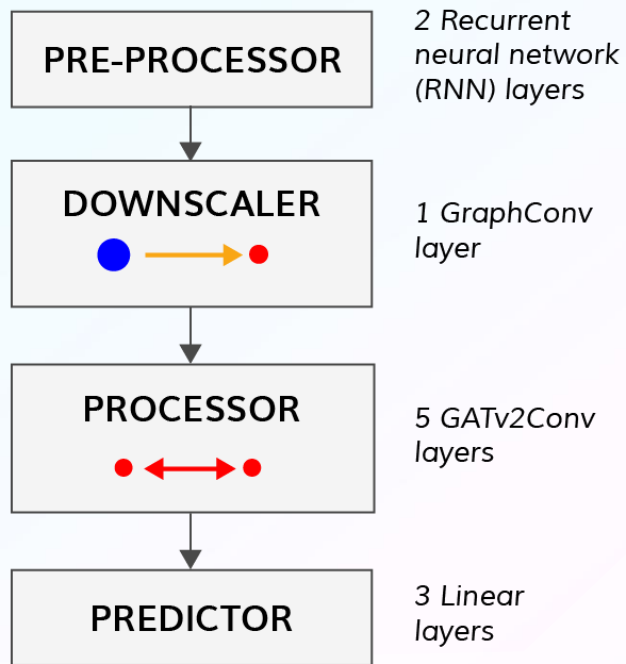 PRE-PROCESSOR
2 Recurrent
neural network
(RNN) layers
DOWNSCALER
1 GraphConv
layer
PROCESSOR
5 GATv2Conv
layers
PREDICTOR
3 Linear
layers